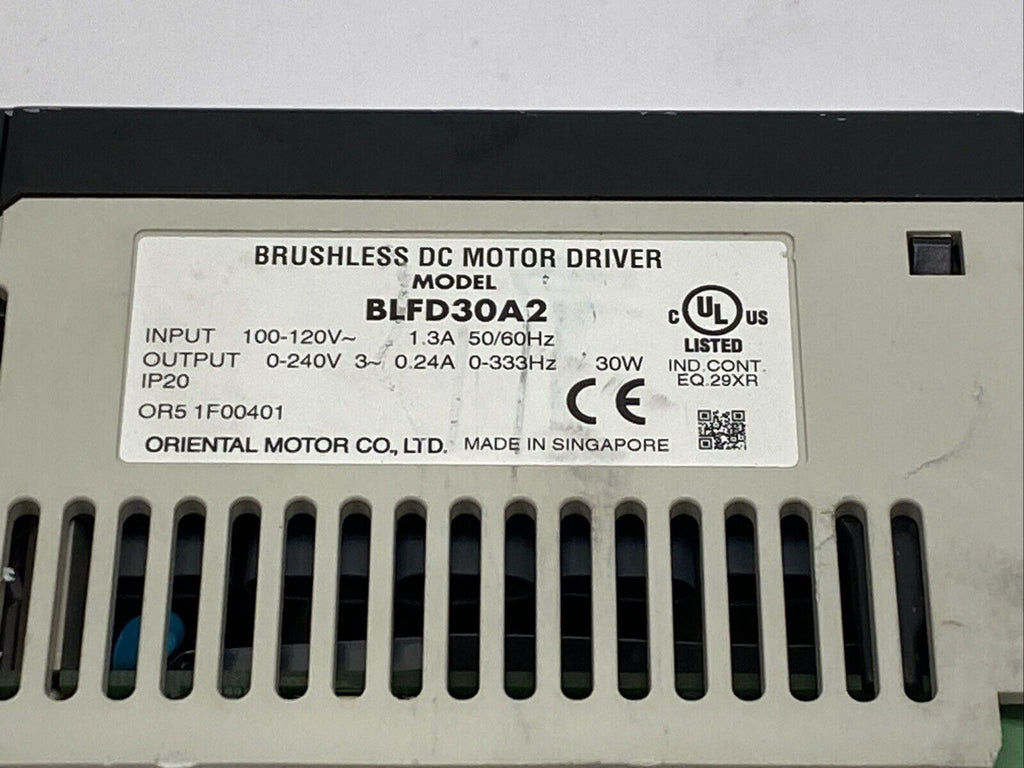 BRUSHLESS DC MOTOR DRIVER
MODEL
BLFD30A2
INPUT 100-120V~ 1.3A 50/60Hz
OUTPUT 0-240V 3~ 0.24A 0-333Hz 30W
IP20
OR5 1F00401
ORIENTAL MOTOR CO., LTD. MADE IN SINGAPORE
C UL US
LISTED
IND.CONT.
EQ.29XR
CE